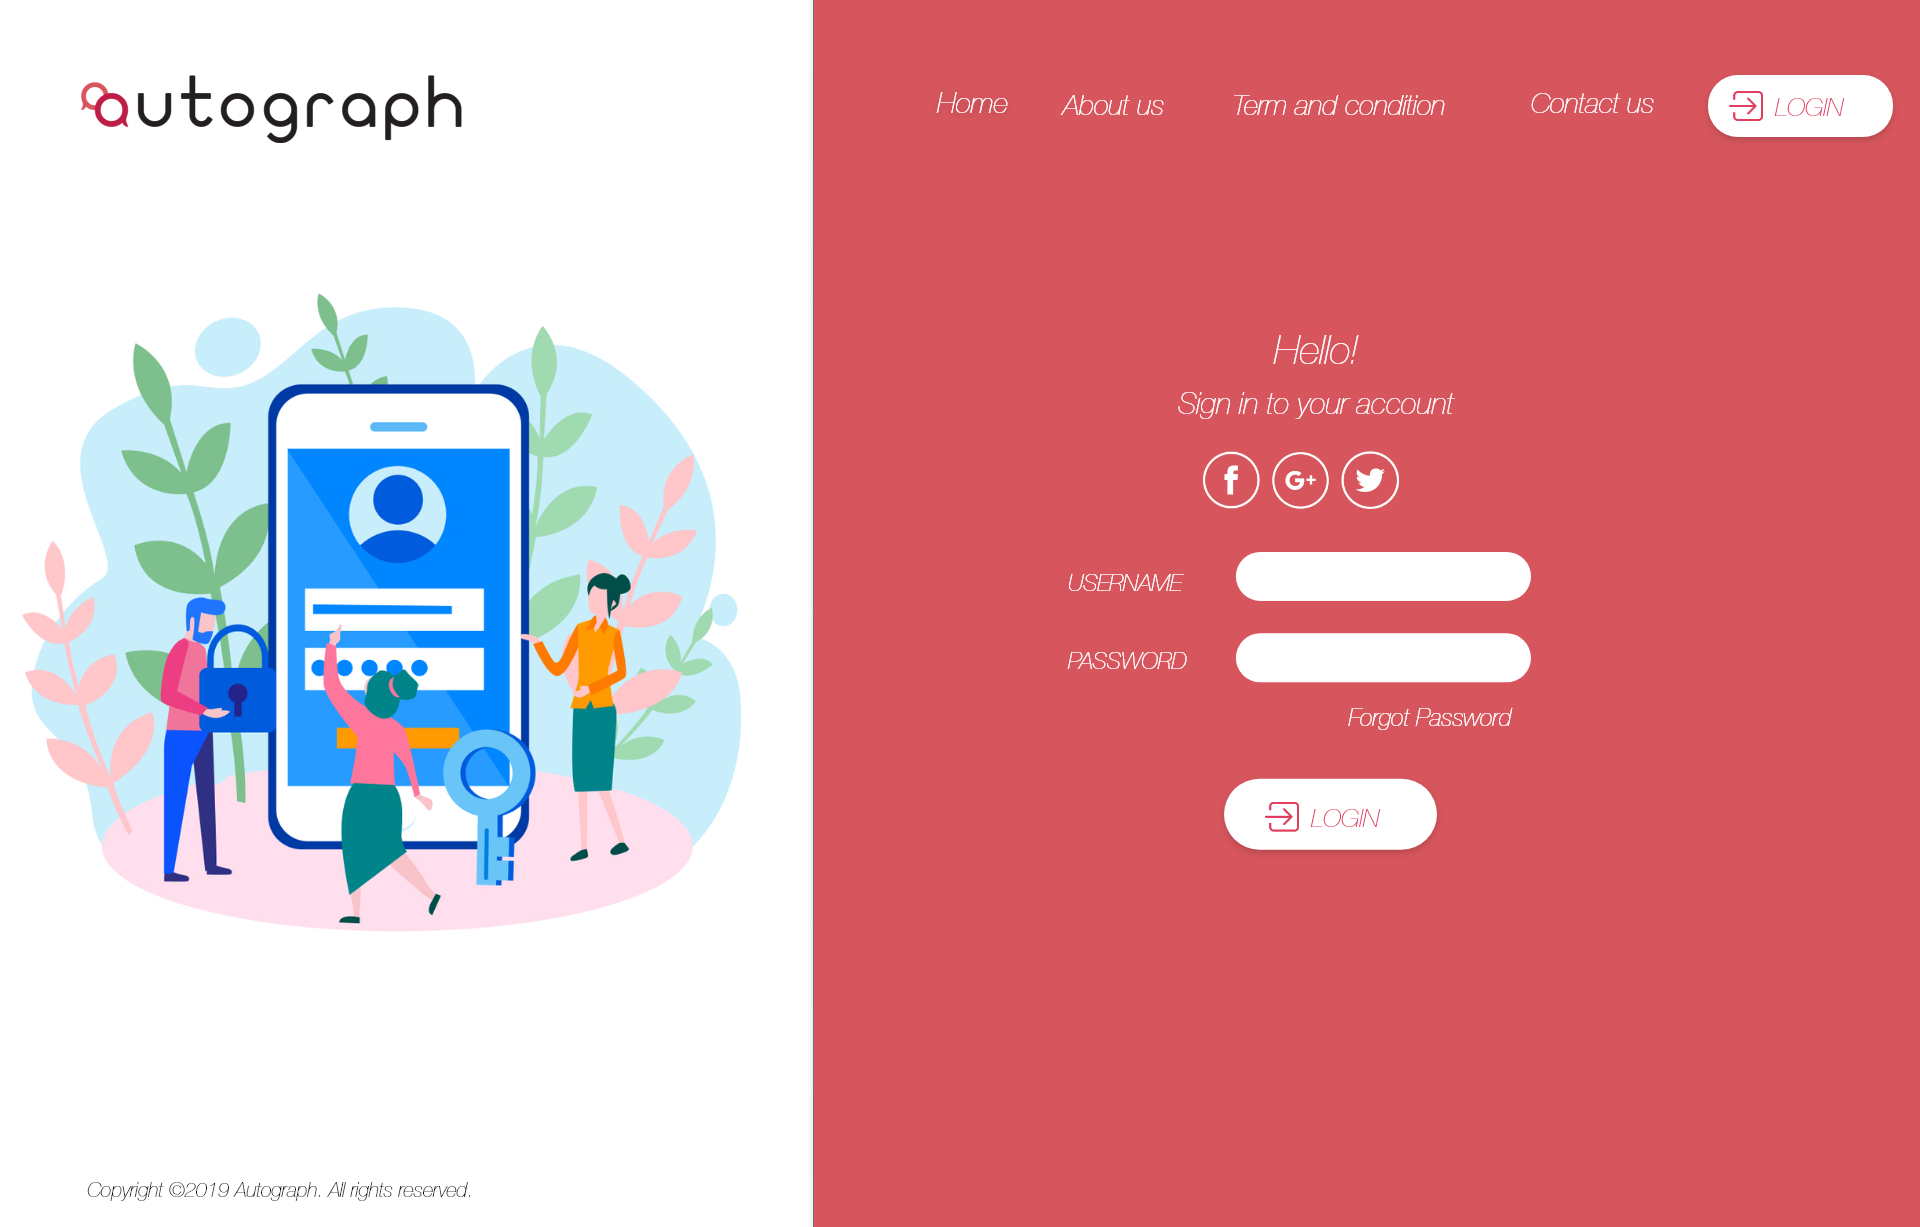 autograph
Home About us Term and condition Contact us LOGIN
Hello!
Sign in to your account
f G+
USERNAME
PASSWORD
Forgot Password
LOGIN
Copyright ©2019 Autograph. All rights reserved.